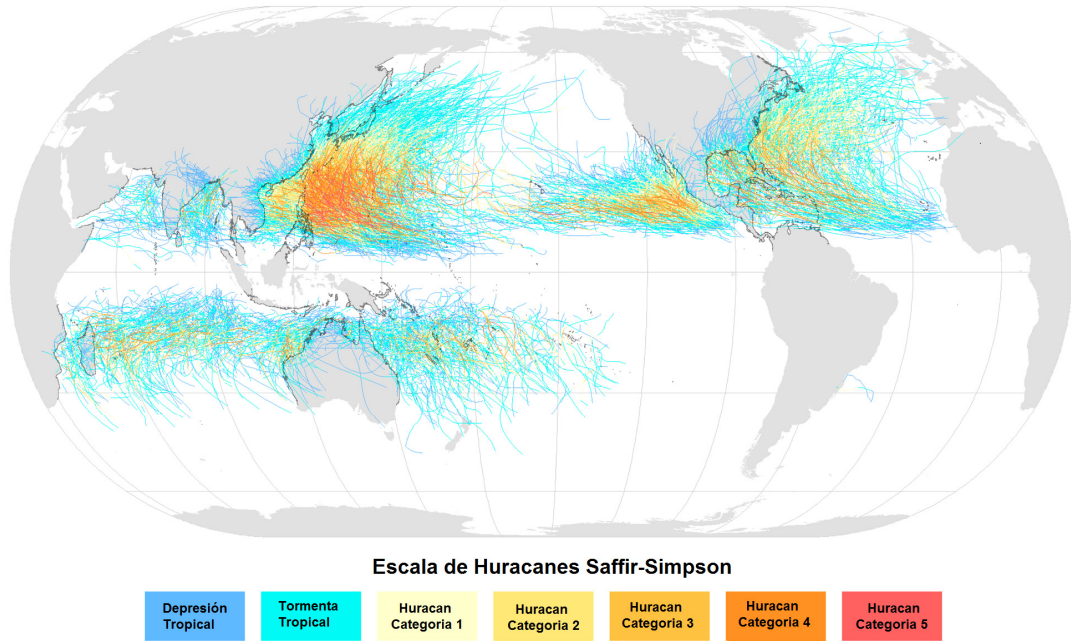 Escala de Huracanes Saffir-Simpson
Depresión
Tropical
Tormenta
Tropical
Huracan
Categoria 1
Huracan
Categoria 2
Huracan
Categoria 3
Huracan
Categoria 4
Huracan
Categoria 5